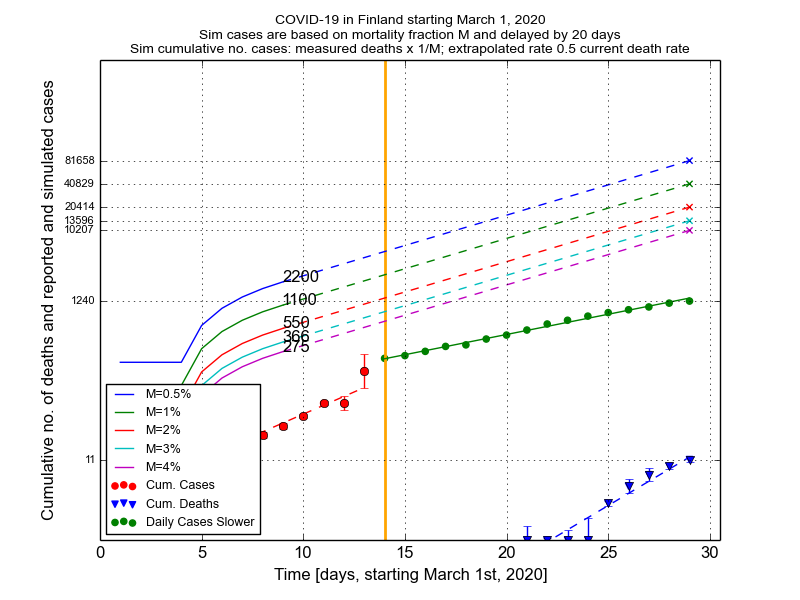 COVID-19 in Finland starting March 1, 2020
Sim cases are based on mortality fraction M and delayed by 20 days
Sim cumulative no. cases: measured deaths x 1/M; extrapolated rate 0.5 current death rate
Cumulative no. of deaths and reported and simulated cases
81658
40829
20414
13596
10207
1240
11
2200
1100
550
366
275
M=0.5%
M=1%
M=2%
M=3%
M=4%
Cum. Cases
Cum. Deaths
Daily Cases Slower
0 5 10 15 20 25 30
Time [days, starting March 1st, 2020]